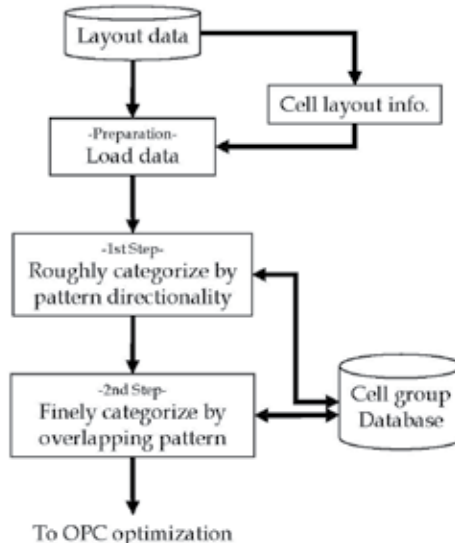 Layout data
Cell layout info.
-Preparation-
Load data
-1st Step-
Roughly categorize by
pattern directionality
-2nd Step-
Finely categorize by
overlapping pattern
Cell group
Database
To OPC optimization